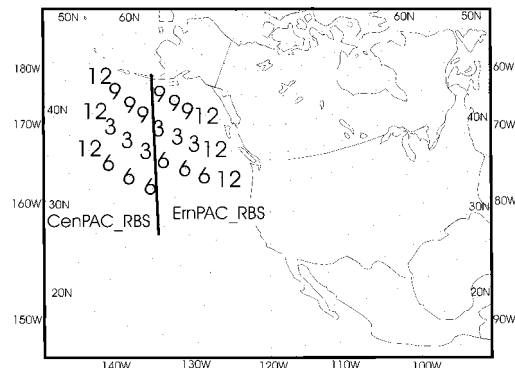 50N 60N 60N 50N
180W 60W
12 9 9 9 9 9 9 12
40N 40N
12 3 3 3 3 3 3 12
170W 70W
12 6 6 6 6 6 6 12
160W 30N 30N 80W
CenPAC_RBS ErnPAC_RBS
20N 20N
150W 90W
140W 130W 120W 110W 100W